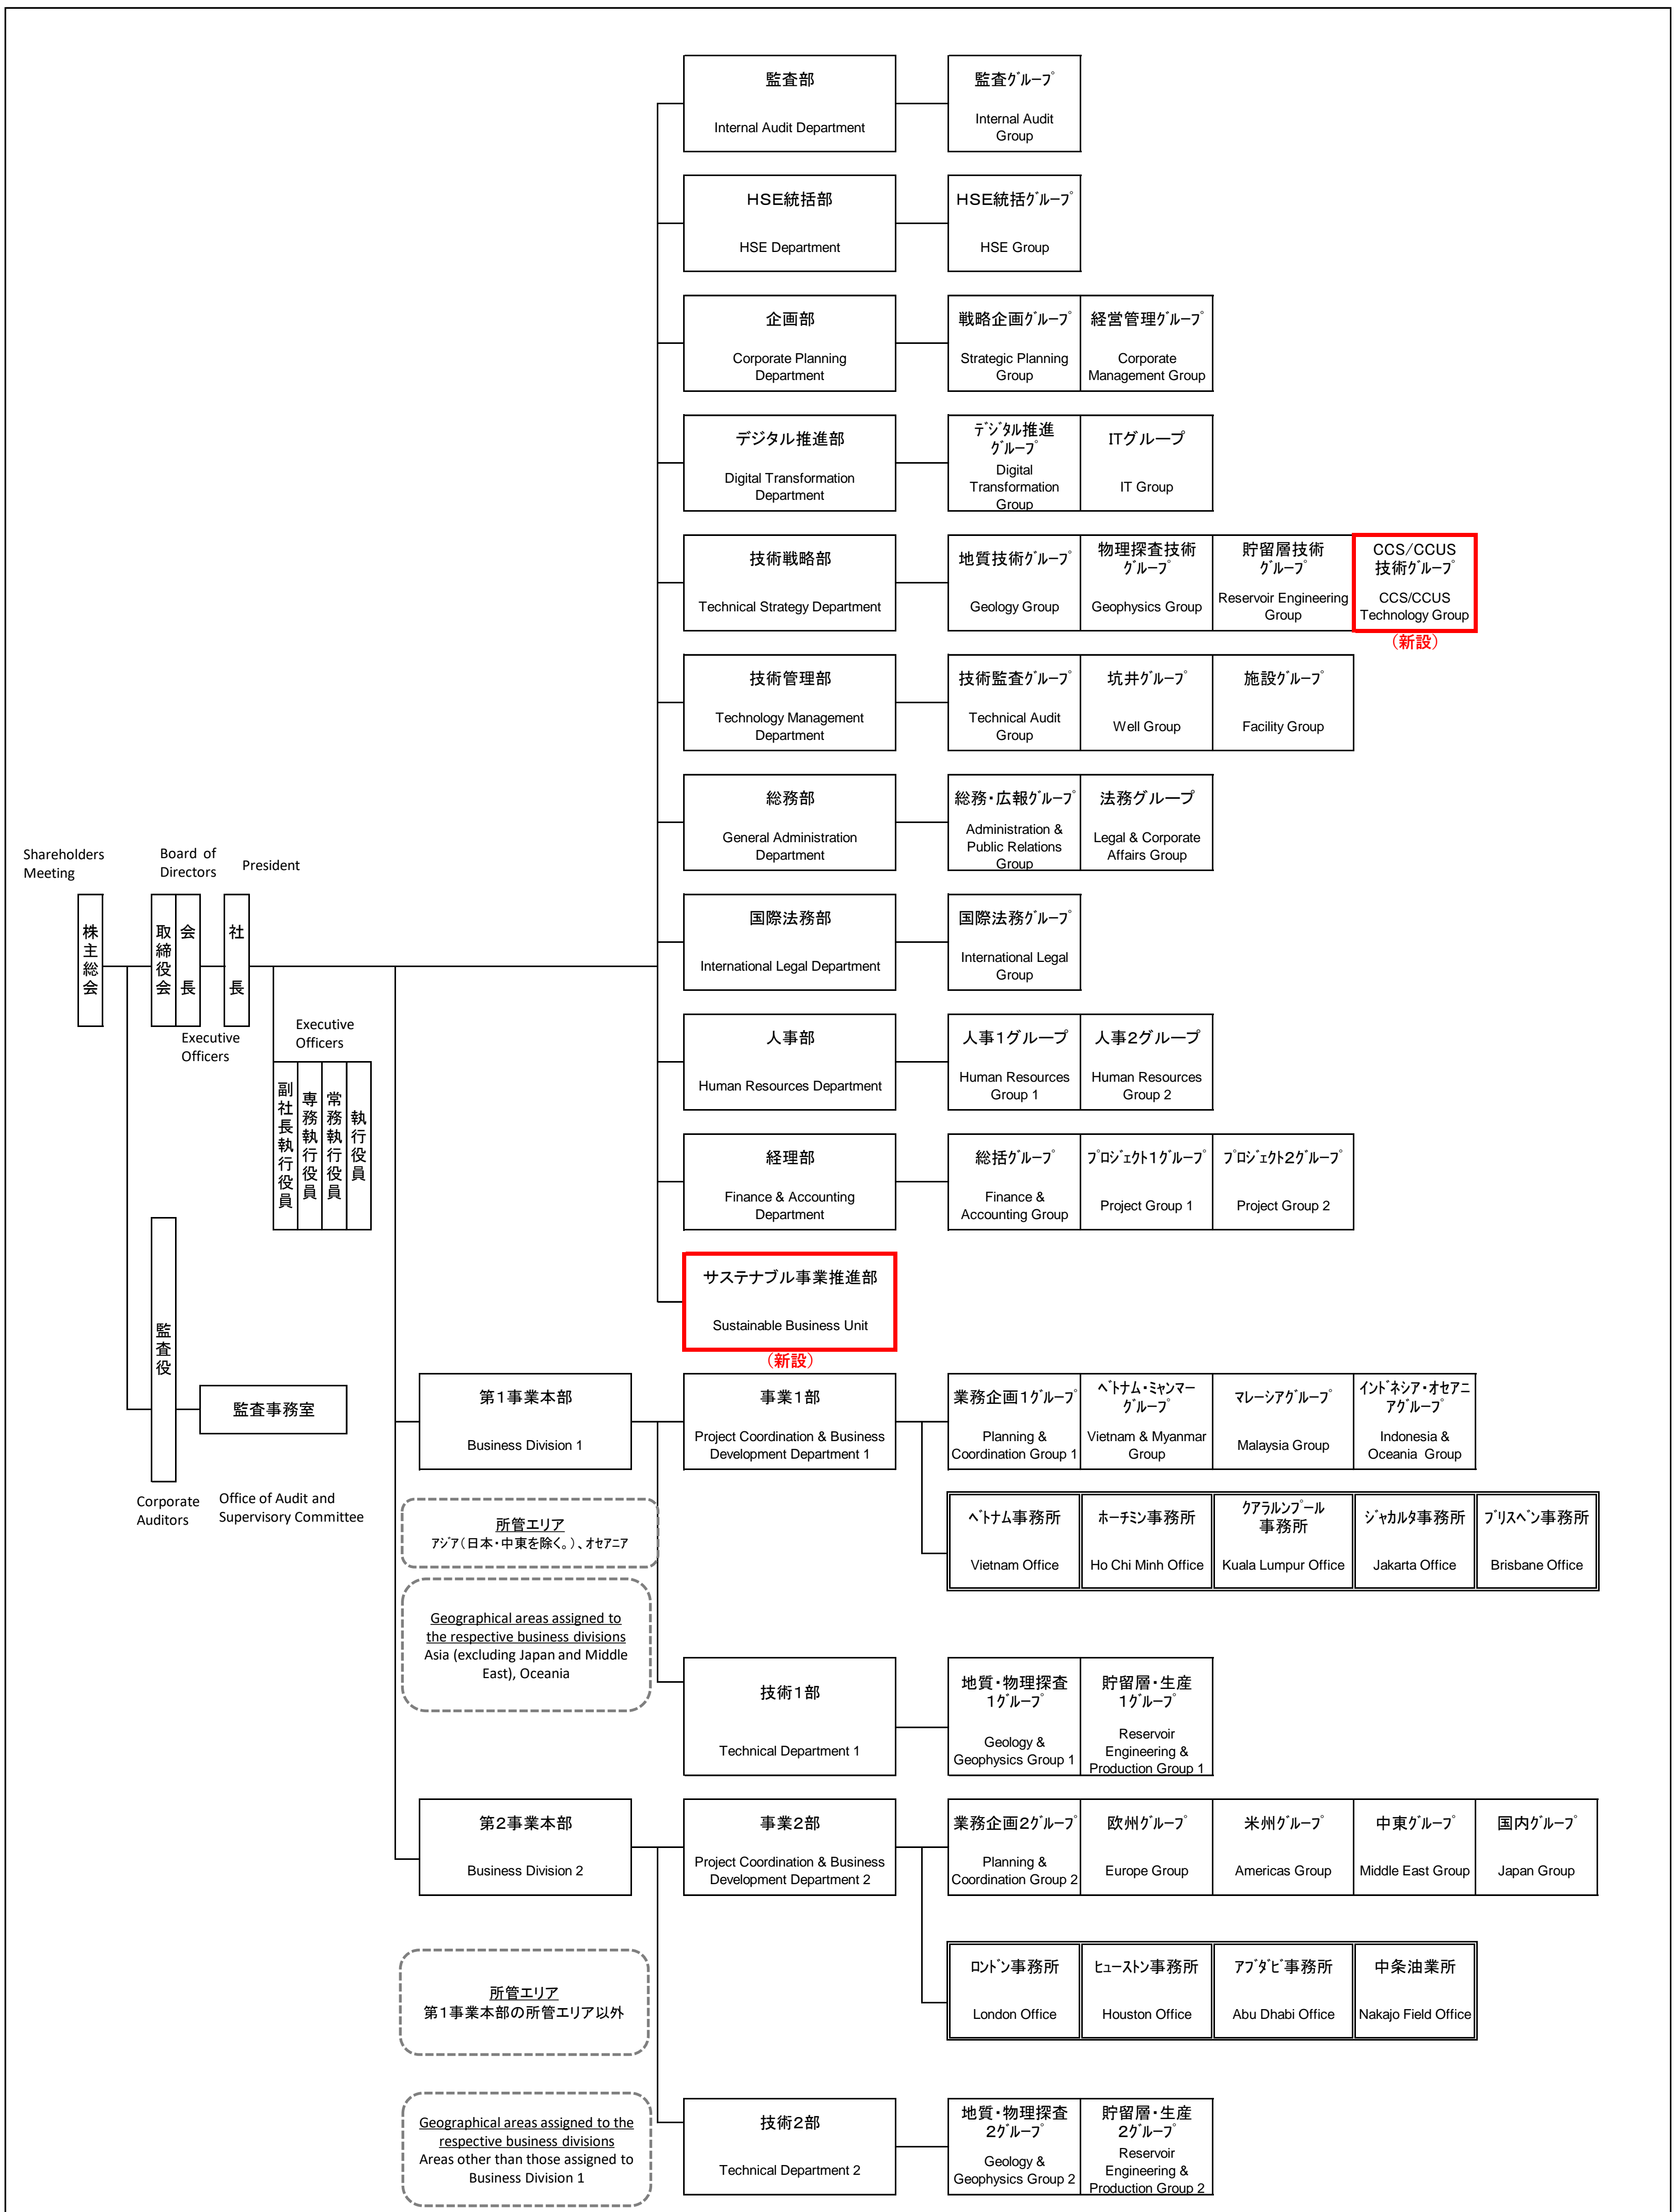 監査部
Internal Audit Department
監査グループ
Internal Audit
Group
HSE統括部
HSE Department
HSE統括グループ
HSE Group
企画部
Corporate Planning
Department
戦略企画グループ
Strategic Planning
Group
経営管理グループ
Corporate
Management Group
デジタル推進部
Digital Transformation
Department
デジタル推進
グループ
Digital
Transformation
Group
ITグループ
IT Group
技術戦略部
Technical Strategy Department
地質技術グループ
Geology Group
物理探査技術
グループ
Geophysics Group
貯留層技術
グループ
Reservoir Engineering
Group
CCS/CCUS
技術グループ
CCS/CCUS
Technology Group
(新設)
技術管理部
Technology Management
Department
技術監査グループ
Technical Audit
Group
坑井グループ
Well Group
施設グループ
Facility Group
総務部
General Administration
Department
総務・広報グループ
Administration &
Public Relations
Group
法務グループ
Legal & Corporate
Affairs Group
Shareholders
Meeting
Board of
Directors
President
株主総会
取締役会
会長
社長
Executive
Officers
Executive
Officers
副社長執行役員
専務執行役員
常務執行役員
執行役員
国際法務部
International Legal Department
国際法務グループ
International Legal
Group
人事部
Human Resources Department
人事1グループ
Human Resources
Group 1
人事2グループ
Human Resources
Group 2
経理部
Finance & Accounting
Department
総括グループ
Finance &
Accounting Group
プロジェクト1グループ
Project Group 1
プロジェクト2グループ
Project Group 2
サステナブル事業推進部
Sustainable Business Unit
(新設)
監査役
監査事務室
Corporate
Auditors
Office of Audit and
Supervisory Committee
第1事業本部
Business Division 1
事業1部
Project Coordination & Business
Development Department 1
業務企画1グループ
Planning &
Coordination Group 1
ベトナム・ミャンマー
グループ
Vietnam & Myanmar
Group
マレーシアグループ
Malaysia Group
インドネシア・オセアニ
アグループ
Indonesia &
Oceania Group
所管エリア
アジア(日本・中東を除く。)、オセアニア
ベトナム事務所
Vietnam Office
ホーチミン事務所
Ho Chi Minh Office
クアラルンプール
事務所
Kuala Lumpur Office
ジャカルタ事務所
Jakarta Office
ブリスベン事務所
Brisbane Office
Geographical areas assigned to
the respective business divisions
Asia (excluding Japan and Middle
East), Oceania
技術1部
Technical Department 1
地質・物理探査
1グループ
Geology &
Geophysics Group 1
貯留層・生産
1グループ
Reservoir
Engineering &
Production Group 1
第2事業本部
Business Division 2
事業2部
Project Coordination & Business
Development Department 2
業務企画2グループ
Planning &
Coordination Group 2
欧州グループ
Europe Group
米州グループ
Americas Group
中東グループ
Middle East Group
国内グループ
Japan Group
所管エリア
第1事業本部の所管エリア以外
ロンドン事務所
London Office
ヒューストン事務所
Houston Office
アブダビ事務所
Abu Dhabi Office
中条油業所
Nakajo Field Office
Geographical areas assigned to the
respective business divisions
Areas other than those assigned to
Business Division 1
技術2部
Technical Department 2
地質・物理探査
2グループ
Geology &
Geophysics Group 2
貯留層・生産
2グループ
Reservoir
Engineering &
Production Group 2